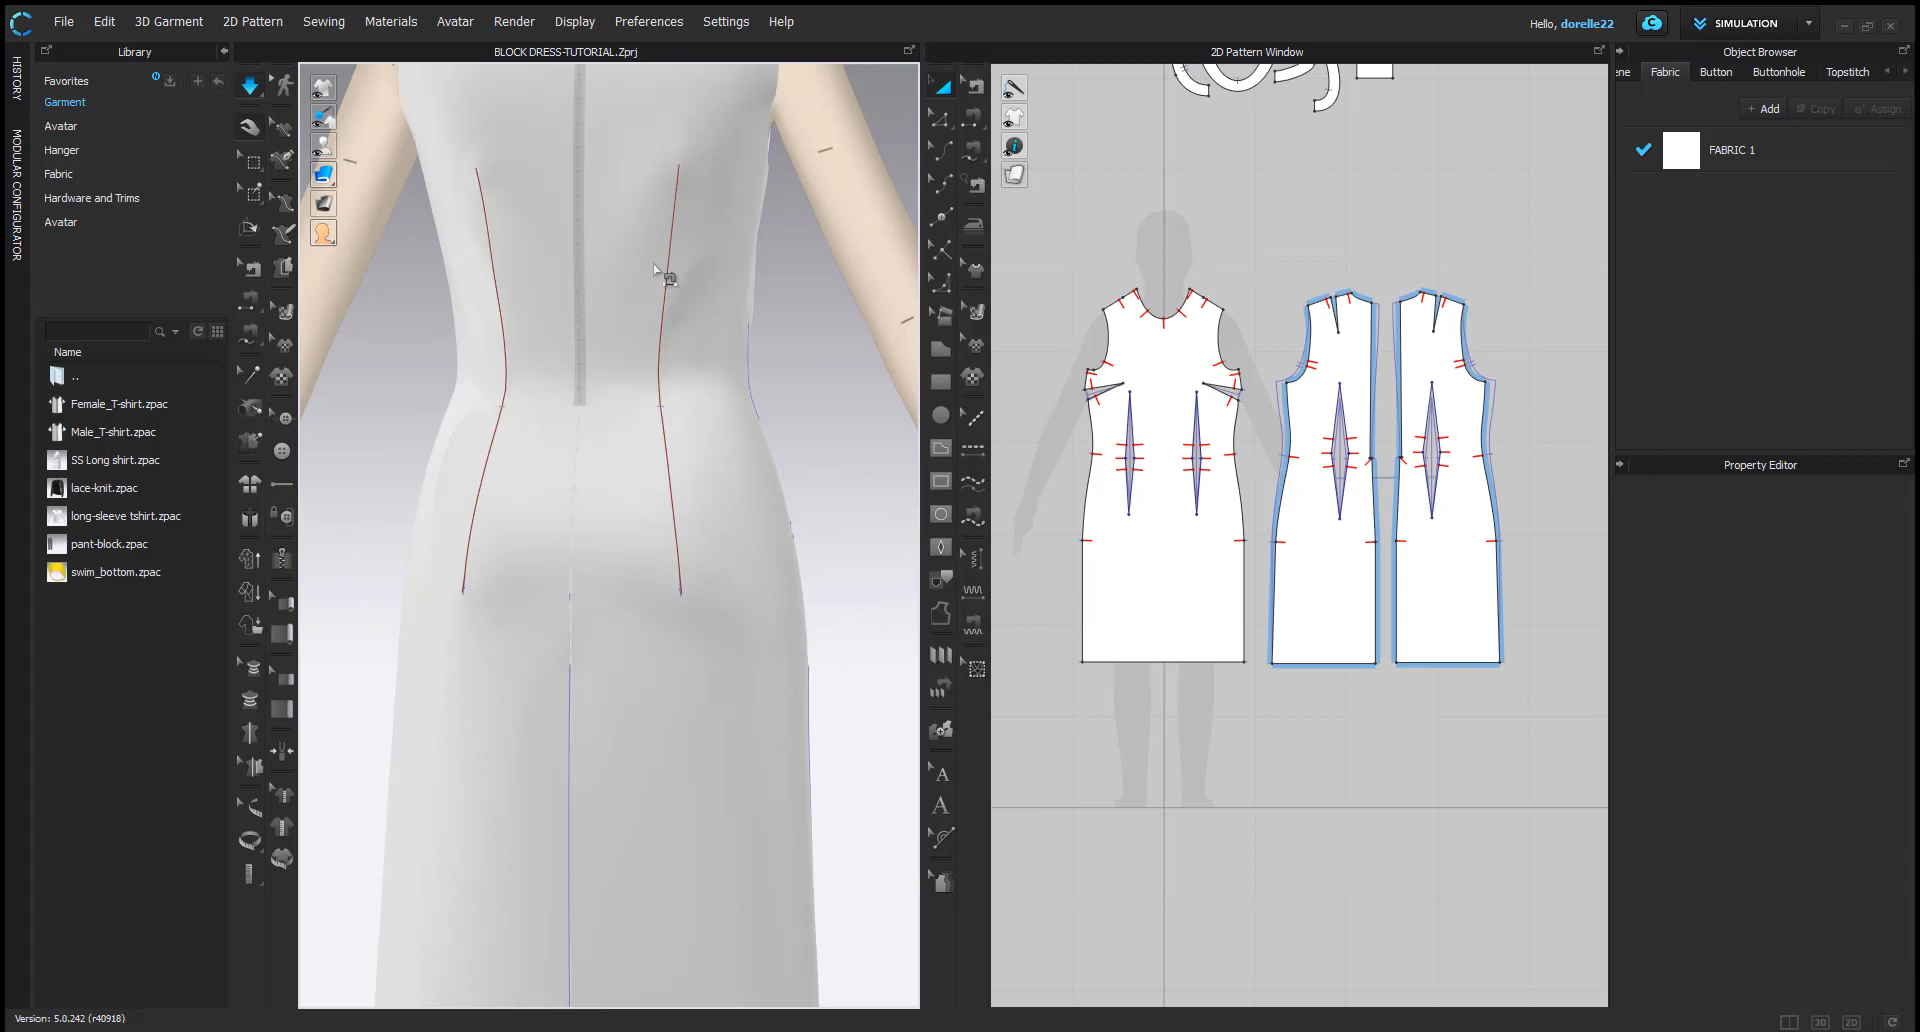 File Edit 3D Garment 2D Pattern Sewing Materials Avatar Render Display Preferences Settings Help
Hello, dorelle22
SIMULATION
Library
BLOCK DRESS-TUTORIAL.Zprj
2D Pattern Window
Object Browser
HISTORY
MODULAR CONFIGURATOR
Favorites
Garment
Avatar
Hanger
Fabric
Hardware and Trims
Avatar
Name
..
Female_T-shirt.zpac
Male_T-shirt.zpac
SS Long shirt.zpac
lace-knit.zpac
long-sleeve tshirt.zpac
pant-block.zpac
swim_bottom.zpac
ene Fabric Button Buttonhole Topstitch
+ Add Copy Assign
FABRIC 1
Property Editor
Version: 5.0.242 (r40918)
3D 2D